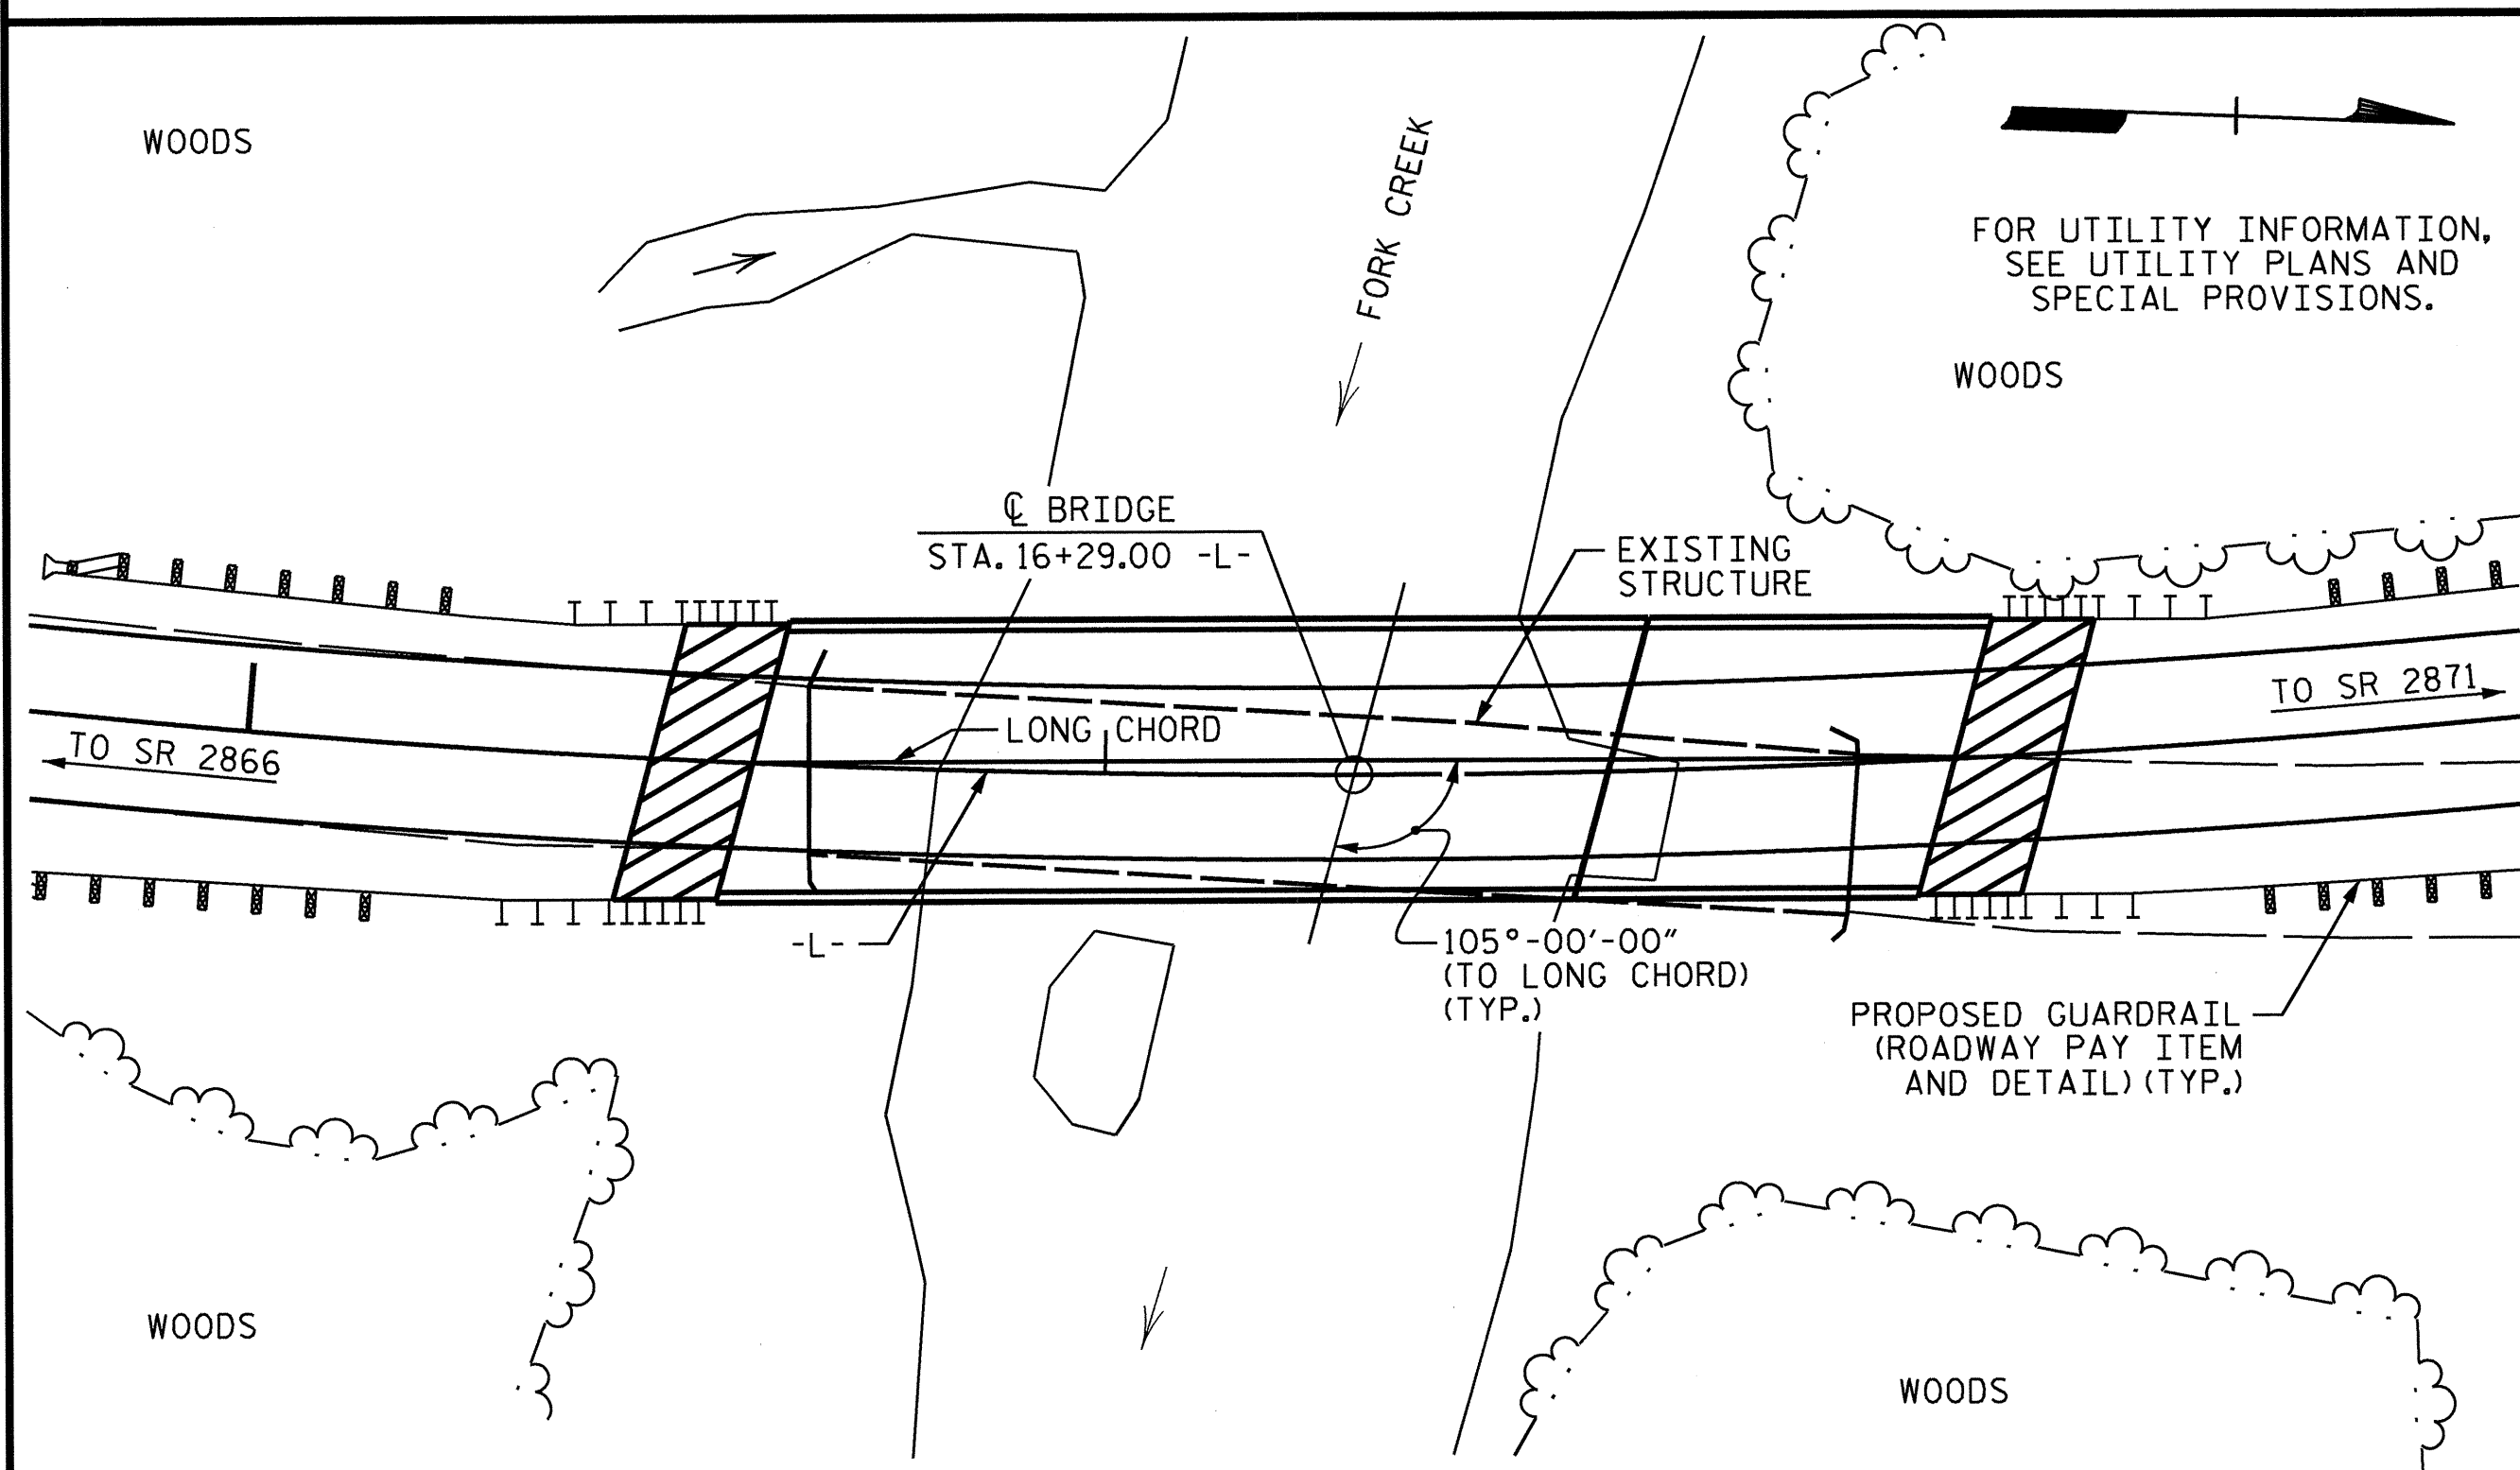 WOODS
FORK CREEK
FOR UTILITY INFORMATION,
SEE UTILITY PLANS AND
SPECIAL PROVISIONS.
WOODS
℄ BRIDGE
STA. 16+29.00 -L-
EXISTING
STRUCTURE
TO SR 2871
LONG CHORD
TO SR 2866
-L-
105°-00'-00"
(TO LONG CHORD)
(TYP.)
PROPOSED GUARDRAIL
(ROADWAY PAY ITEM
AND DETAIL) (TYP.)
WOODS
WOODS